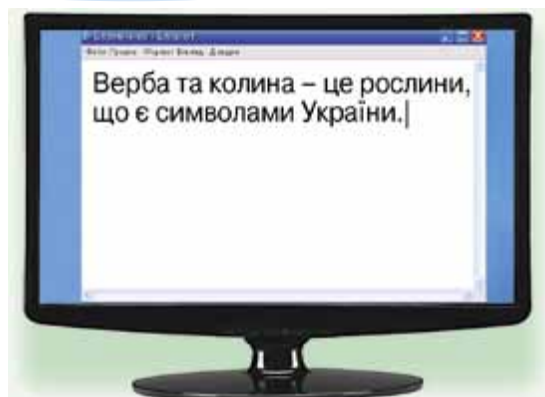 Верба та колина – це рослини,
що є символами України.